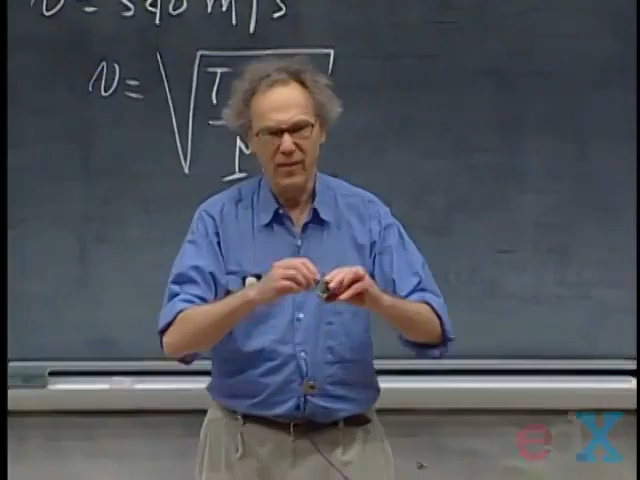 v = 340 m/s
v = √ T / M
edX